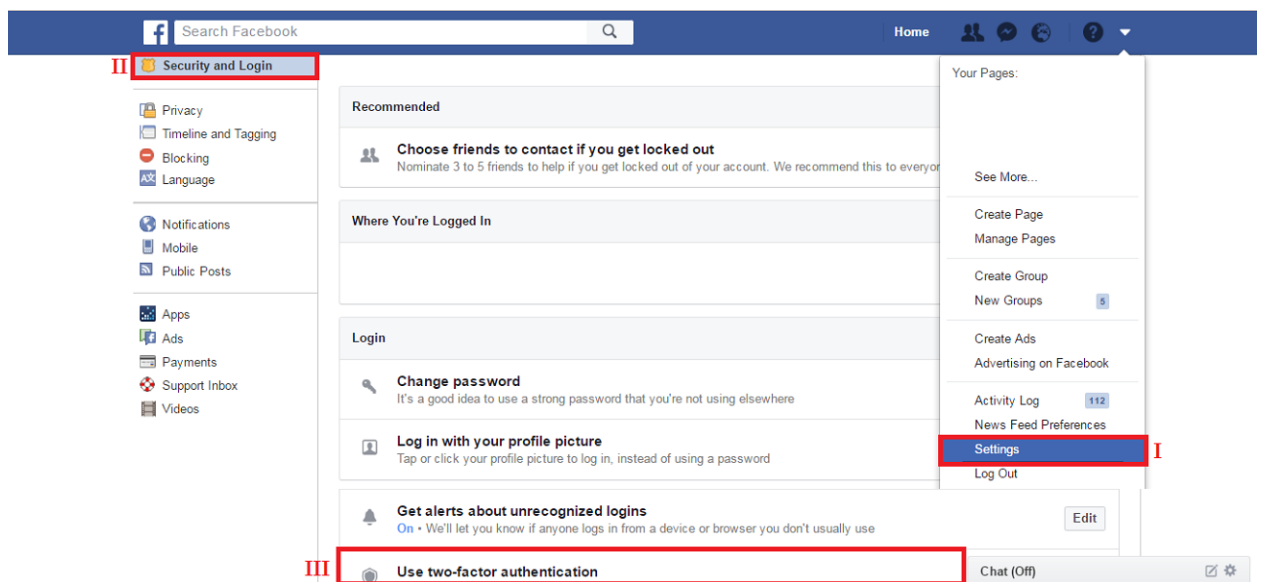 f
Search Facebook
Home
II
Security and Login
Privacy
Timeline and Tagging
Blocking
Language
Notifications
Mobile
Public Posts
Apps
Ads
Payments
Support Inbox
Videos
Recommended
Choose friends to contact if you get locked out
Nominate 3 to 5 friends to help if you get locked out of your account. We recommend this to everyon
Where You're Logged In
Login
Change password
It's a good idea to use a strong password that you're not using elsewhere
Log in with your profile picture
Tap or click your profile picture to log in, instead of using a password
Get alerts about unrecognized logins
On • We'll let you know if anyone logs in from a device or browser you don't usually use
Edit
III
Use two-factor authentication
Your Pages:
See More...
Create Page
Manage Pages
Create Group
New Groups 5
Create Ads
Advertising on Facebook
Activity Log 112
News Feed Preferences
Settings
I
Log Out
Chat (Off)